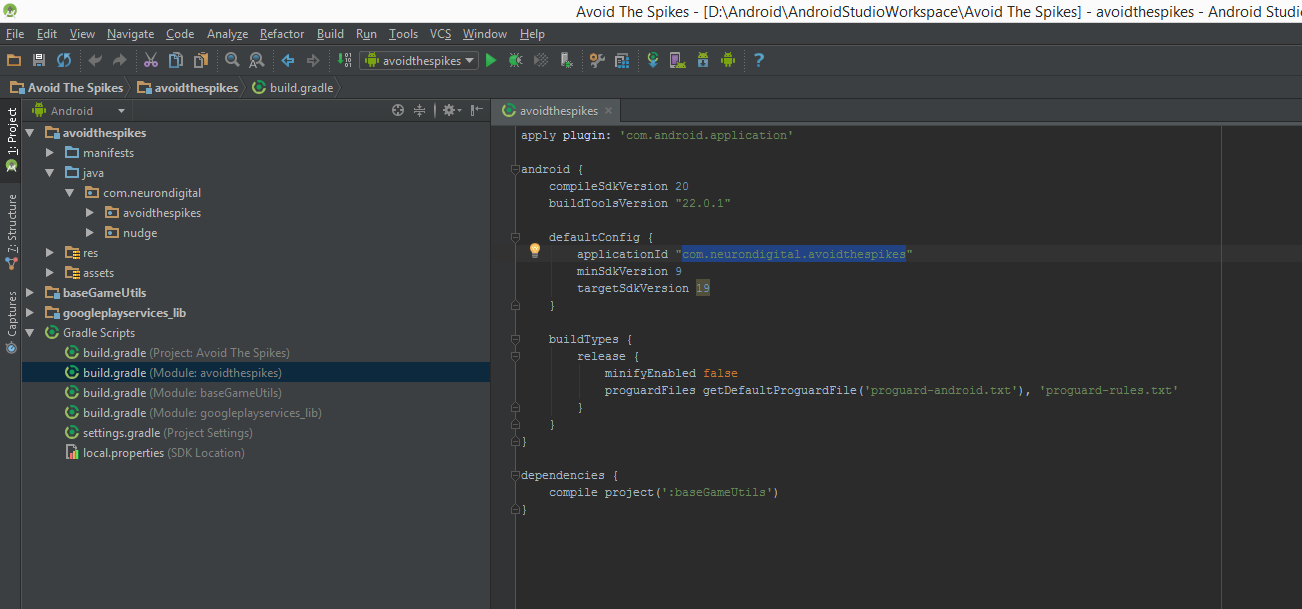 Avoid The Spikes - [D:\Android\AndroidStudioWorkspace\Avoid The Spikes] - avoidthespikes - Android Studi
File Edit View Navigate Code Analyze Refactor Build Run Tools VCS Window Help
avoidthespikes
Avoid The Spikes avoidthespikes build.gradle
1: Project
Z: Structure
Captures
Android
avoidthespikes
manifests
java
com.neurondigital
avoidthespikes
nudge
res
assets
baseGameUtils
googleplayservices_lib
Gradle Scripts
build.gradle (Project: Avoid The Spikes)
build.gradle (Module: avoidthespikes)
build.gradle (Module: baseGameUtils)
build.gradle (Module: googleplayservices_lib)
settings.gradle (Project Settings)
local.properties (SDK Location)
avoidthespikes
apply plugin: 'com.android.application'
android {
compileSdkVersion 20
buildToolsVersion "22.0.1"
defaultConfig {
applicationId "com.neurondigital.avoidthespikes"
minSdkVersion 9
targetSdkVersion 19
}
buildTypes {
release {
minifyEnabled false
proguardFiles getDefaultProguardFile('proguard-android.txt'), 'proguard-rules.txt'
}
}
}
dependencies {
compile project(':baseGameUtils')
}